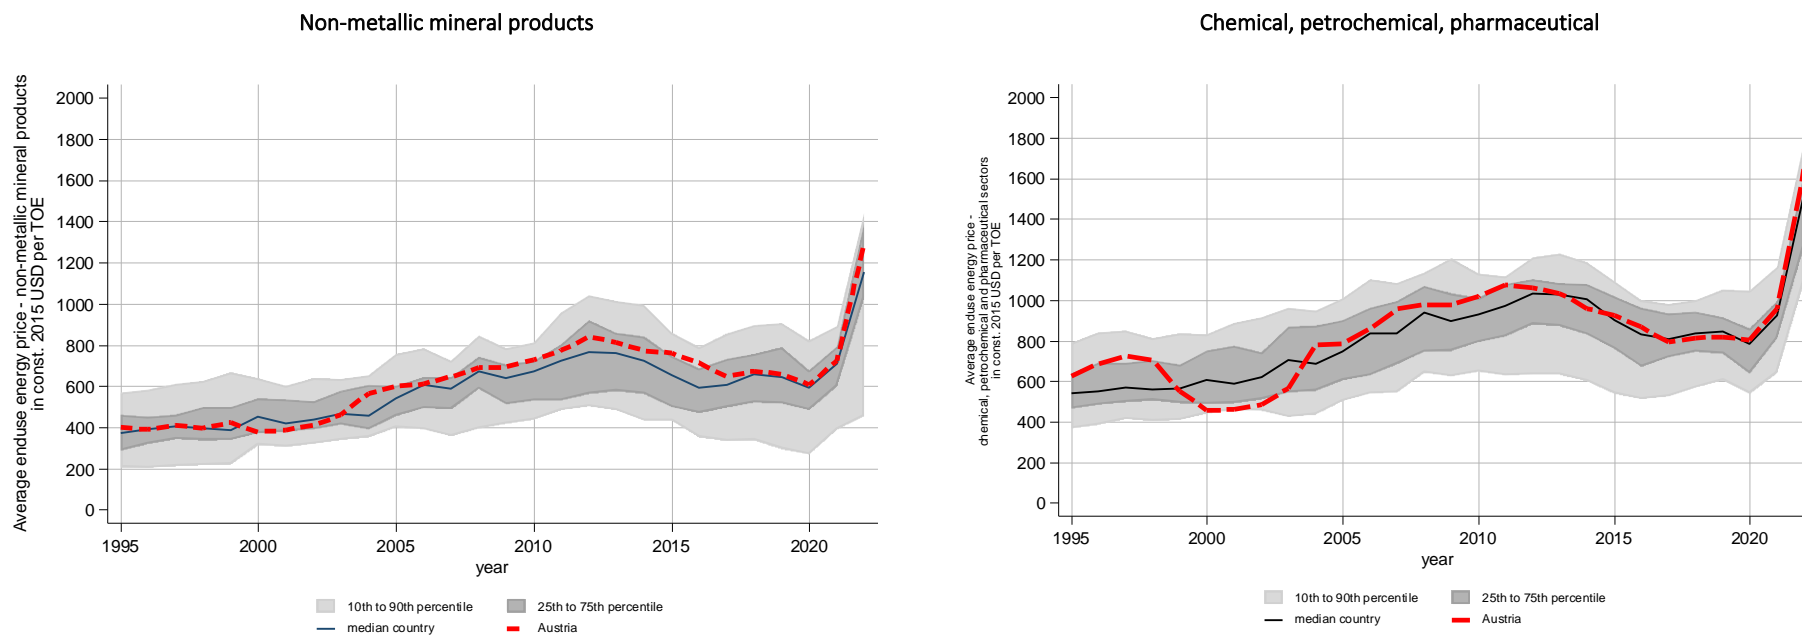 Non-metallic mineral products
Average enduse energy price - non-metallic mineral products
in const. 2015 USD per TOE
2000
1800
1600
1400
1200
1000
800
600
400
200
0
1995
2000
2005
2010
2015
2020
year
10th to 90th percentile
25th to 75th percentile
median country
Austria
Chemical, petrochemical, pharmaceutical
Average enduse energy price -
chemical, petrochemical and pharmaceutical sectors
in const. 2015 USD per TOE
2000
1800
1600
1400
1200
1000
800
600
400
200
0
1995
2000
2005
2010
2015
2020
year
10th to 90th percentile
25th to 75th percentile
median country
Austria